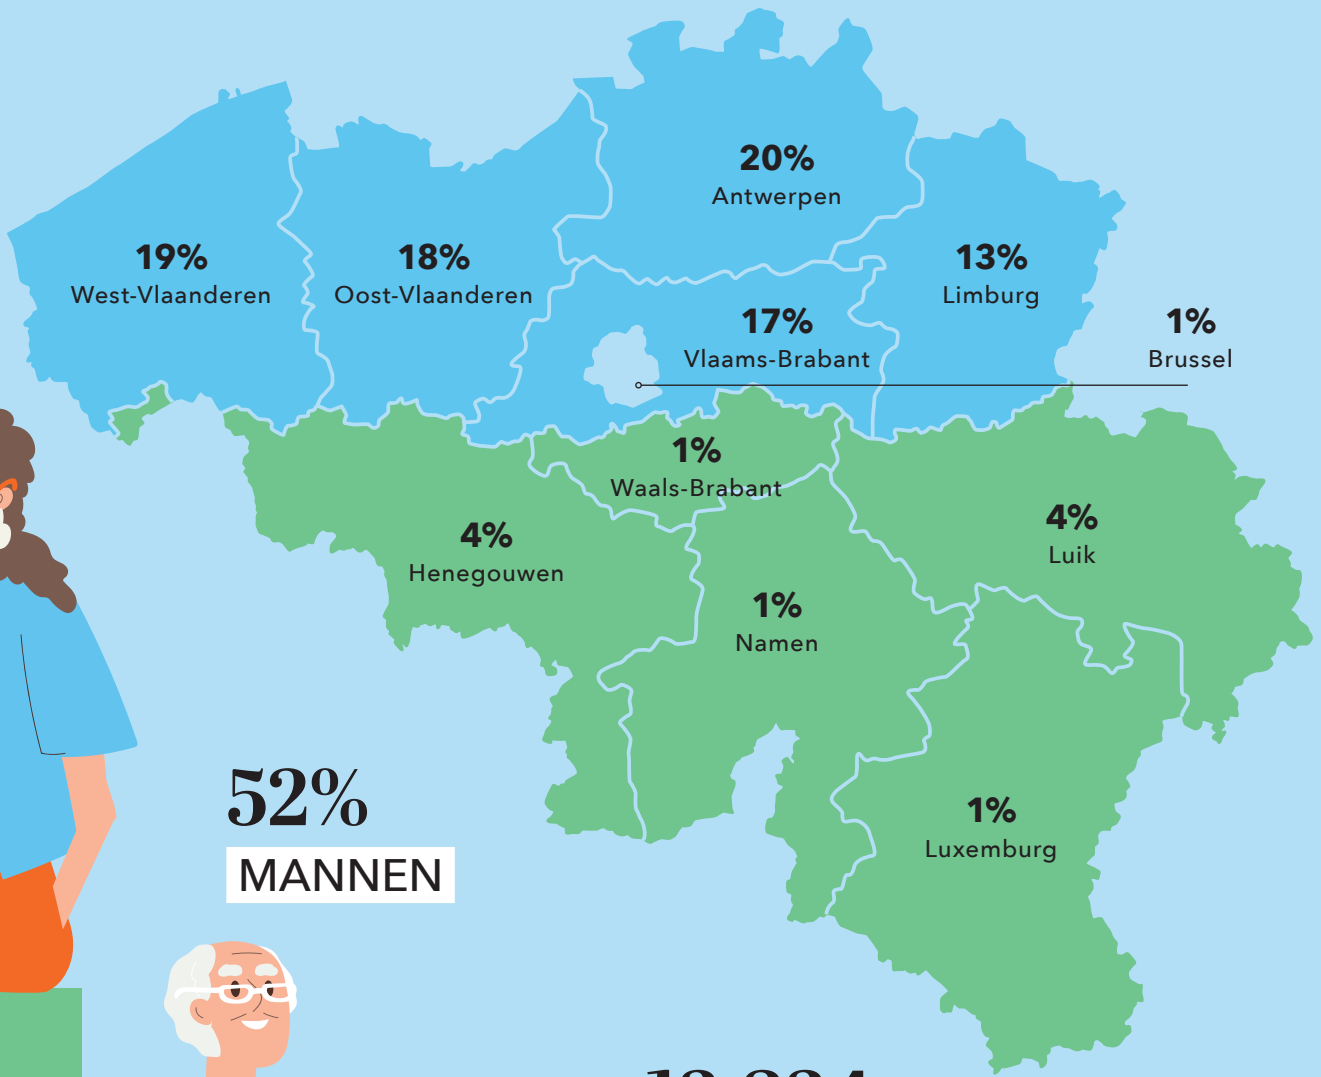 20%
Antwerpen
19%
West-Vlaanderen
18%
Oost-Vlaanderen
13%
Limburg
17%
Vlaams-Brabant
1%
Brussel
1%
Waals-Brabant
4%
Henegouwen
4%
Luik
1%
Namen
52%
MANNEN
1%
Luxemburg